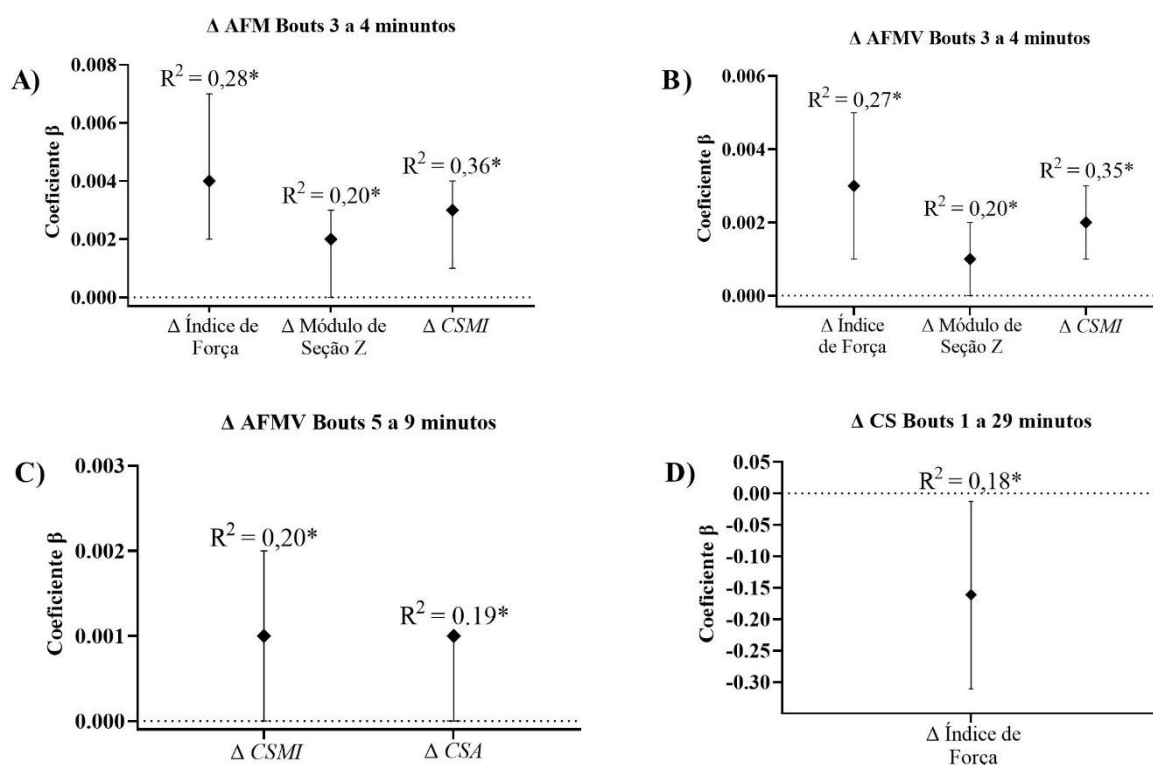 Δ AFM Bouts 3 a 4 minuntos
A)
Coeficiente β
0.008
0.006
0.004
0.002
0.000
R² = 0,28*
R² = 0,20*
R² = 0,36*
Δ Índice de
Força
Δ Módulo de
Seção Z
Δ CSMI
Δ AFMV Bouts 3 a 4 minutos
B)
Coeficiente β
0.006
0.004
0.002
0.000
R² = 0,27*
R² = 0,20*
R² = 0,35*
Δ Índice
de Força
Δ Módulo de
Seção Z
Δ CSMI
Δ AFMV Bouts 5 a 9 minutos
C)
Coeficiente β
0.003
0.002
0.001
0.000
R² = 0,20*
R² = 0.19*
Δ CSMI
Δ CSA
Δ CS Bouts 1 a 29 minutos
D)
Coeficiente β
0.05
0.00
-0.05
-0.10
-0.15
-0.20
-0.25
-0.30
R² = 0,18*
Δ Índice de
Força